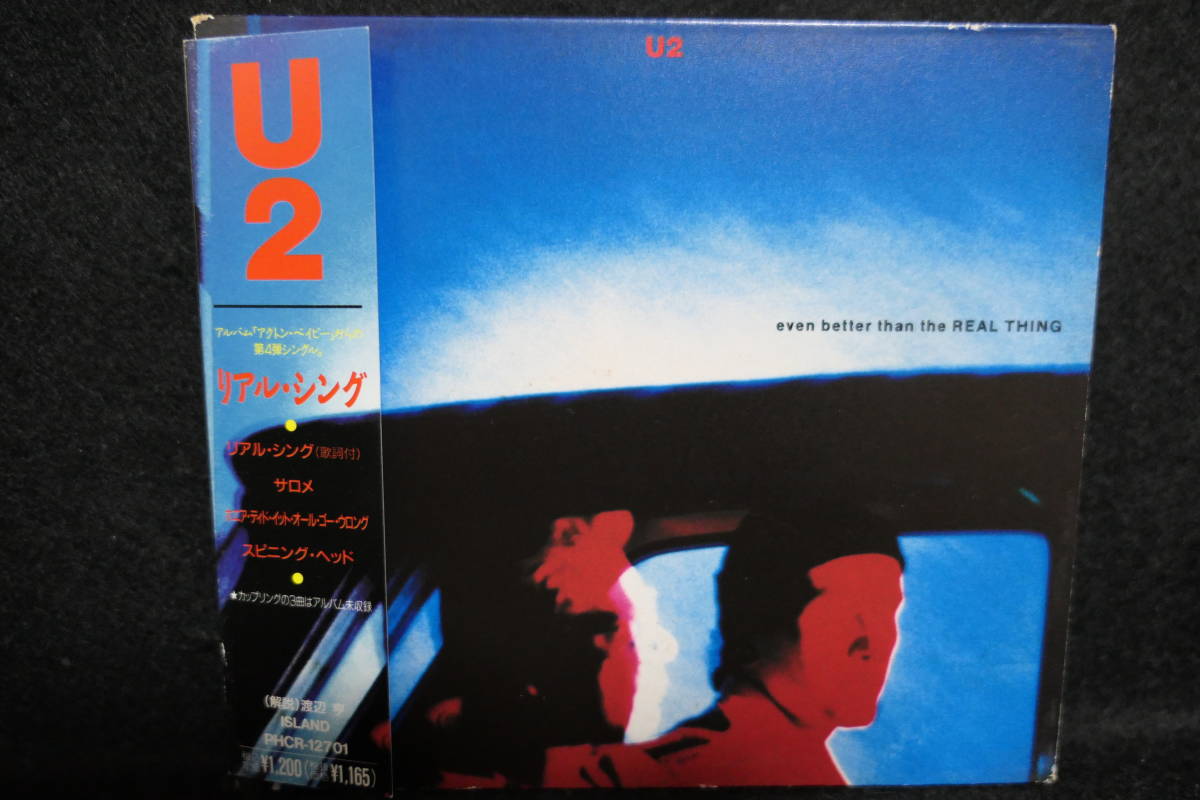 U2
アルバム「アクトン・ベイビー」からの
第4弾シングル。
リアル・シング
リアル・シング(歌詞付)
サロメ
ホエア・ディド・イット・オール・ゴー・ウロング
スピニング・ヘッド
★カップリングの3曲はアルバム未収録
(解説)渡辺 亨
ISLAND
PHCR-12701
¥1,200(¥1,165)
U2
even better than the REAL THING